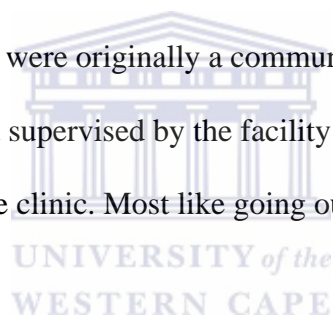 were originally a commun
supervised by the facility
e clinic. Most like going ou
UNIVERSITY of the
WESTERN CAPE